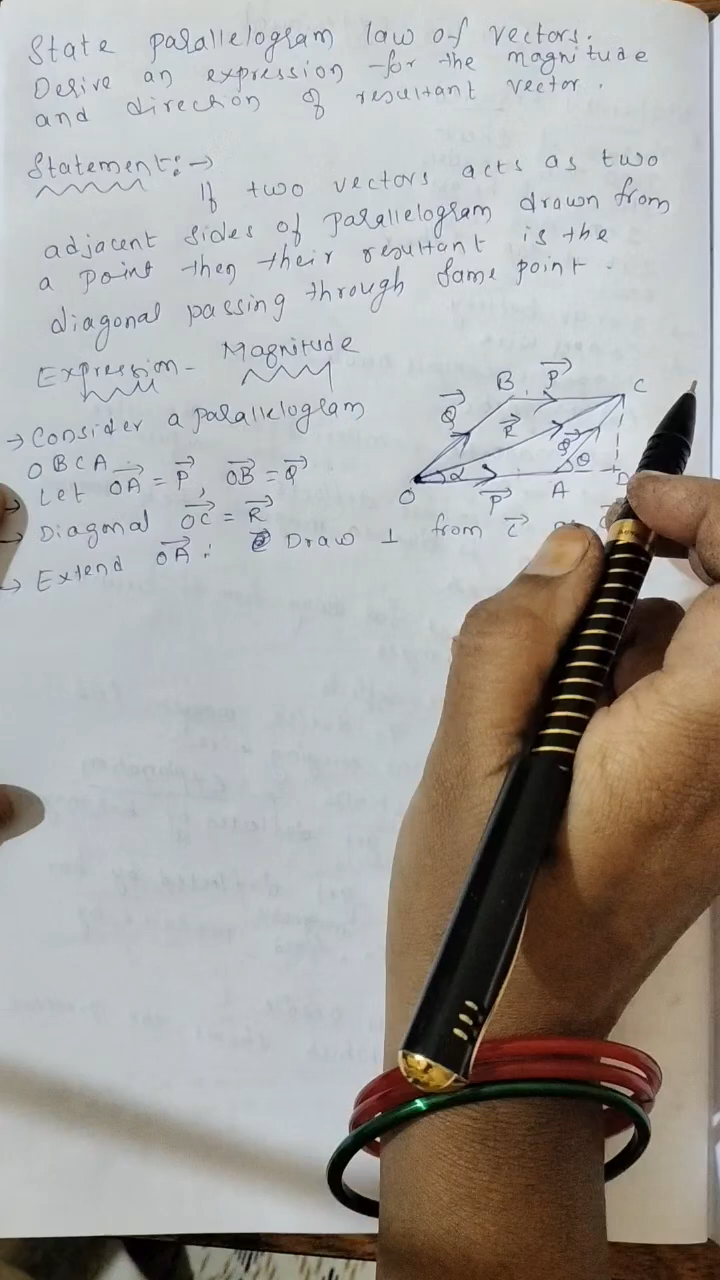 State parallelogram law of vectors.
Derive an expression for the magnitude
and direction of resultant vector.
Statement:→
If two vectors acts as two
adjacent sides of parallelogram drawn from
a point then their resultant is the
diagonal passing through same point.
Expression- Magnitude
→ Consider a parallelogram
OBCA.
Let OA⃗ = P⃗, OB⃗ = Q⃗
→ Diagonal OC⃗ = R⃗
→ Extend OA⃗. Draw ⊥ from C⃗
B P⃗ C
Q⃗ R⃗ Q⃗
α θ
O P⃗ A D